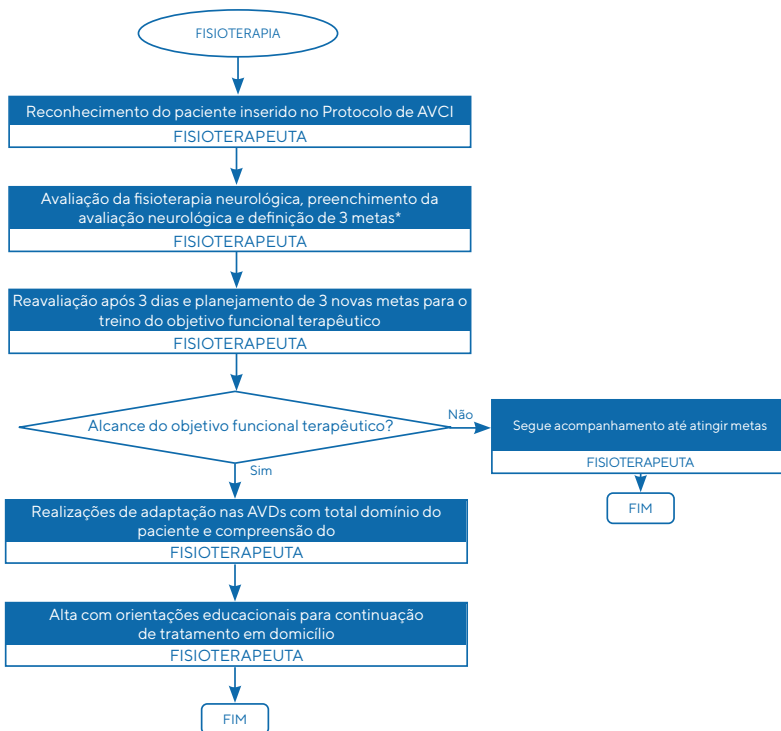 FISIOTERAPIA
Reconhecimento do paciente inserido no Protocolo de AVCI
FISIOTERAPEUTA
Avaliação da fisioterapia neurológica, preenchimento da
avaliação neurológica e definição de 3 metas*
FISIOTERAPEUTA
Reavaliação após 3 dias e planejamento de 3 novas metas para o
treino do objetivo funcional terapêutico
FISIOTERAPEUTA
Alcance do objetivo funcional terapêutico?
Não
Segue acompanhamento até atingir metas
FISIOTERAPEUTA
FIM
Sim
Realizações de adaptação nas AVDs com total domínio do
paciente e compreensão do
FISIOTERAPEUTA
Alta com orientações educacionais para continuação
de tratamento em domicílio
FISIOTERAPEUTA
FIM